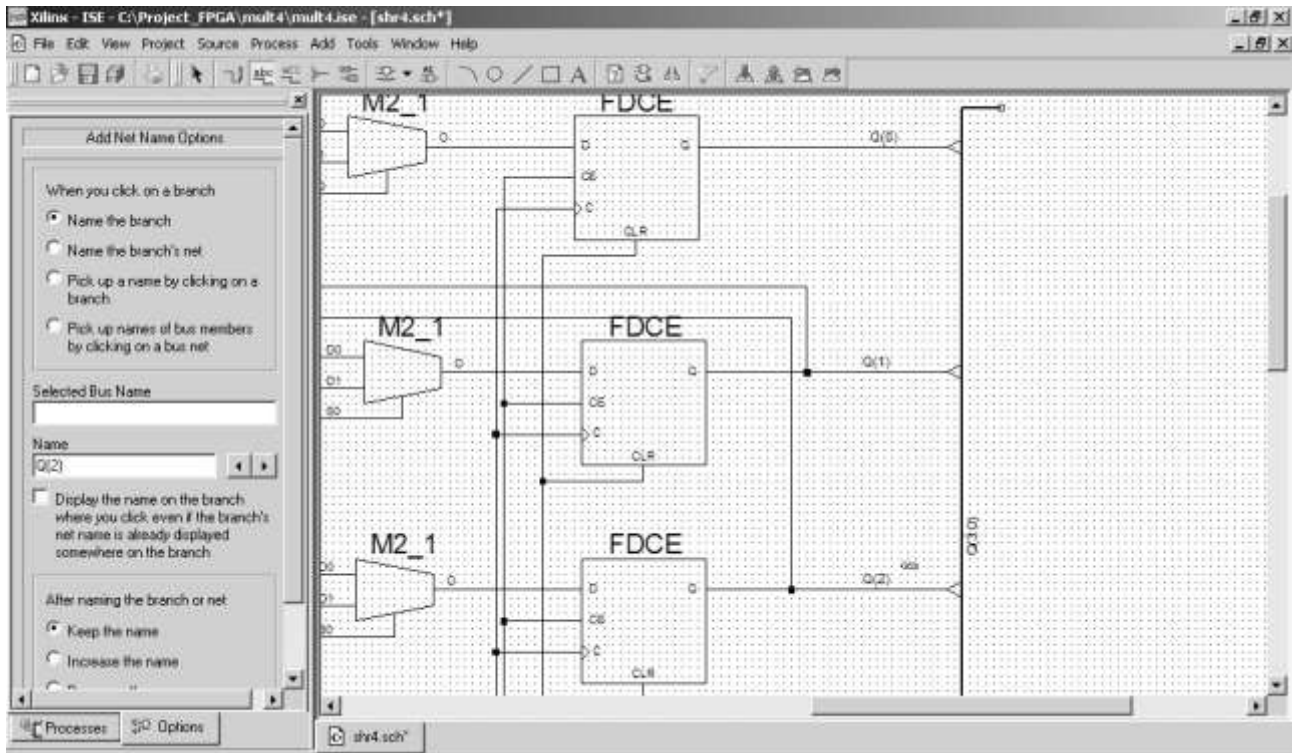 Xilinx - ISE - C:\Project_FPGA\mult4\mult4.ise - [shr4.sch*]
File Edit View Project Source Process Add Tools Window Help
Add Net Name Options
When you click on a branch
Name the branch
Name the branch's net
Pick up a name by clicking on a
branch
Pick up names of bus members
by clicking on a bus net
Selected Bus Name
Name
Q(2)
Display the name on the branch
where you click even if the branch's
net name is already displayed
somewhere on the branch
After naming the branch or net
Keep the name
Increase the name
Processes
Options
M2_1
FDCE
O
D
Q
Q(0)
CE
C
CLR
M2_1
FDCE
D0
D1
S0
O
D
Q
Q(1)
CE
C
CLR
M2_1
FDCE
D0
D1
S0
O
D
Q
Q(2)
CE
C
CLR
shr4.sch*